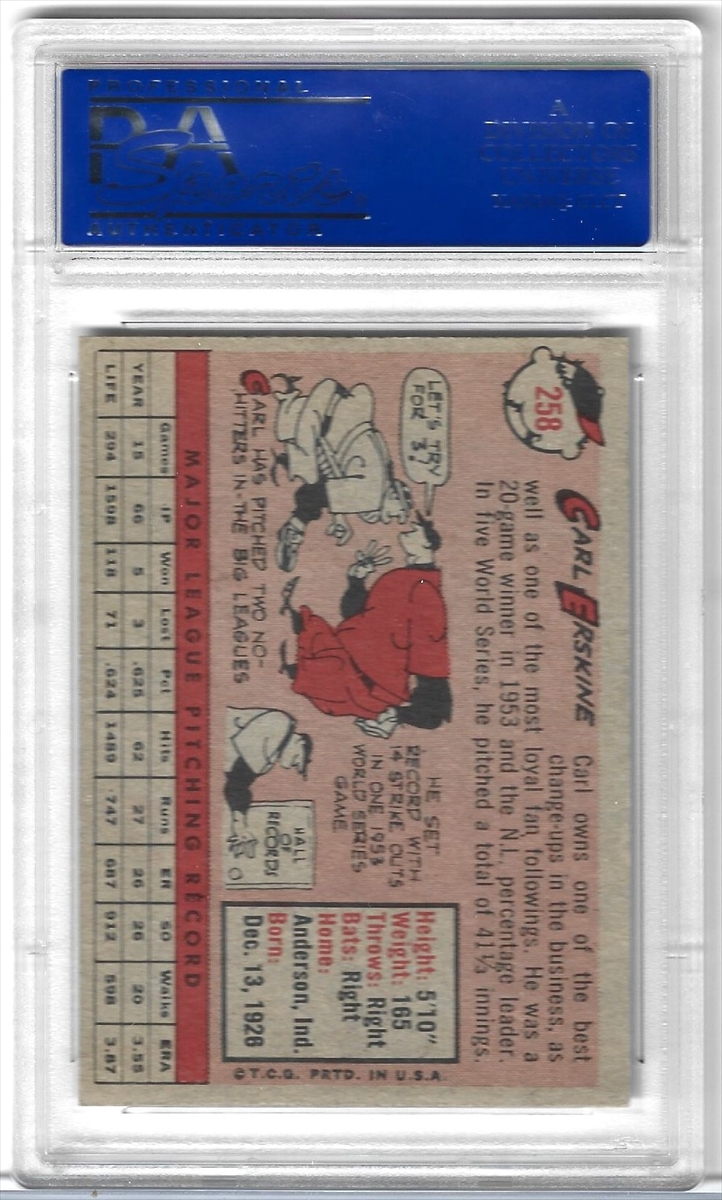 PROFESSIONAL
PSA
Sports
AUTHENTICATOR
A
DIVISION OF
COLLECTORS
UNIVERSE
258
CARL ERSKINE
Carl owns one of the best
change-ups in the business, as
well as one of the most loyal fan followings. He was a
20-game winner in 1953 and the N.L. percentage leader.
In five World Series, he pitched a total of 41⅓ innings.
LET'S TRY
FOR 3!
CARL HAS PITCHED TWO NO-
HITTERS IN THE BIG LEAGUES
HE SET
RECORD WITH
14 STRIKE OUTS
IN ONE 1953
WORLD SERIES
GAME
HALL
OF
RECORDS
Height: 5'10"
Weight: 165
Throws: Right
Bats: Right
Home:
Anderson, Ind.
Born:
Dec. 13, 1926
©T.C.G. PRTD. IN U.S.A.
MAJOR LEAGUE PITCHING RECORD
Games IP Won Lost Pct Hits Runs ER SO Walks ERA
YEAR 15 66 5 3 .625 62 27 26 26 20 3.55
LIFE 294 1598 118 71 .624 1489 747 687 912 598 3.87